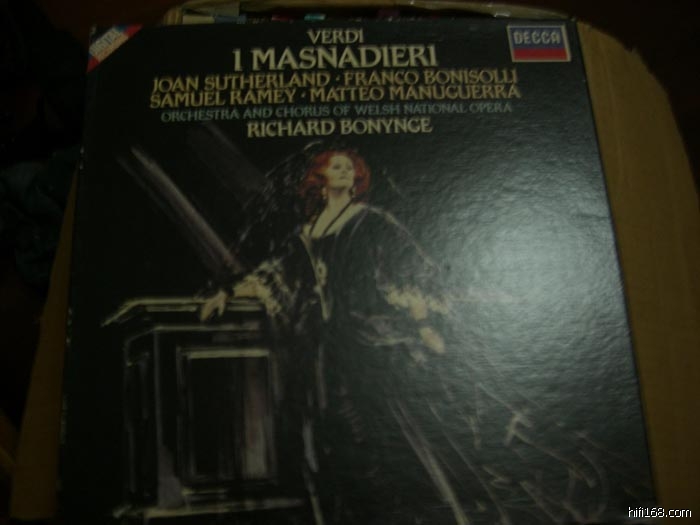 VERDI
I MASNADIERI
JOAN SUTHERLAND · FRANCO BONISOLLI
SAMUEL RAMEY · MATTEO MANUGUERRA
ORCHESTRA AND CHORUS OF WELSH NATIONAL OPERA
RICHARD BONYNGE
DECCA
hifi168.com